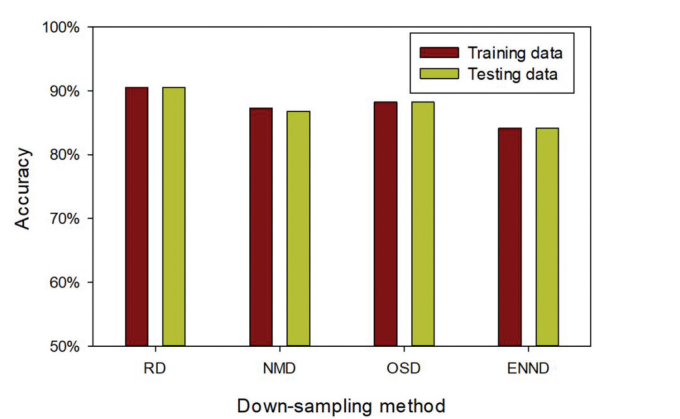 100%
Training data
Testing data
90%
80%
70%
60%
50%
Accuracy
RD NMD OSD ENND
Down-sampling method